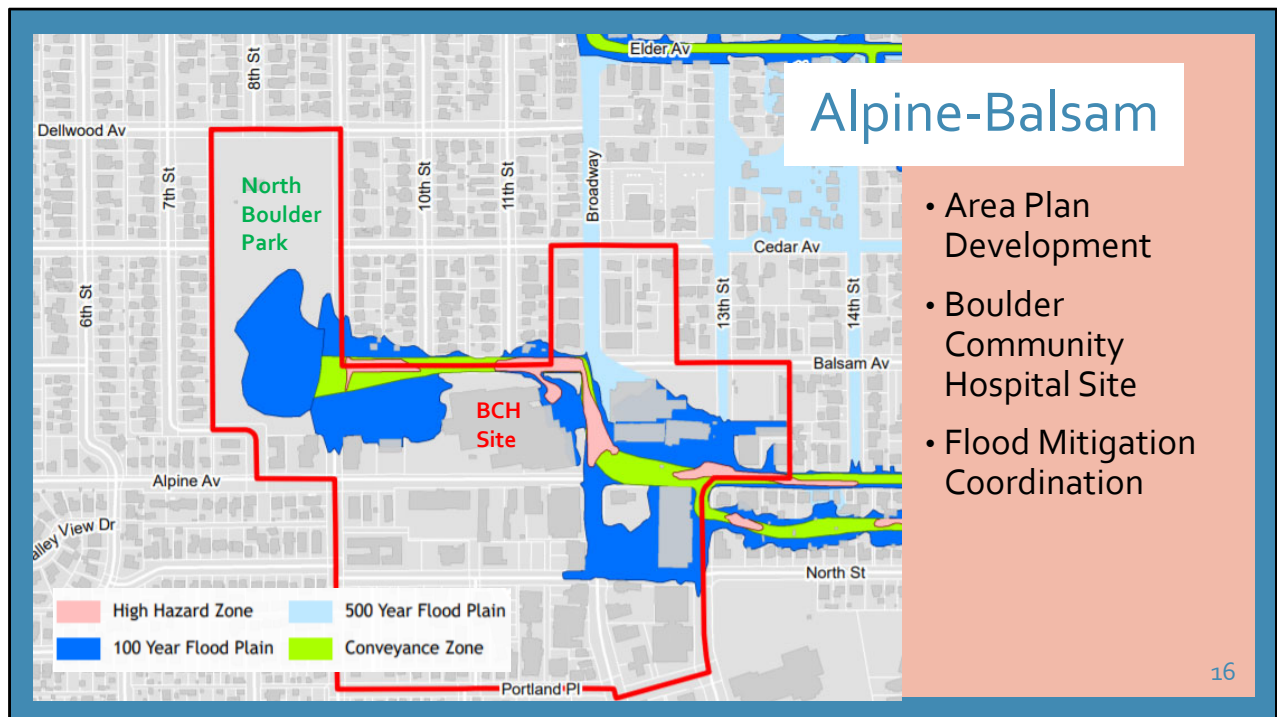 Alpine-Balsam
• Area Plan
Development
• Boulder
Community
Hospital Site
• Flood Mitigation
Coordination
16
Elder Av
8th St
Dellwood Av
7th St
North
Boulder
Park
10th St
11th St
Broadway
Cedar Av
6th St
13th St
14th St
Balsam Av
BCH
Site
Alpine Av
alley View Dr
North St
High Hazard Zone
500 Year Flood Plain
100 Year Flood Plain
Conveyance Zone
Portland Pl